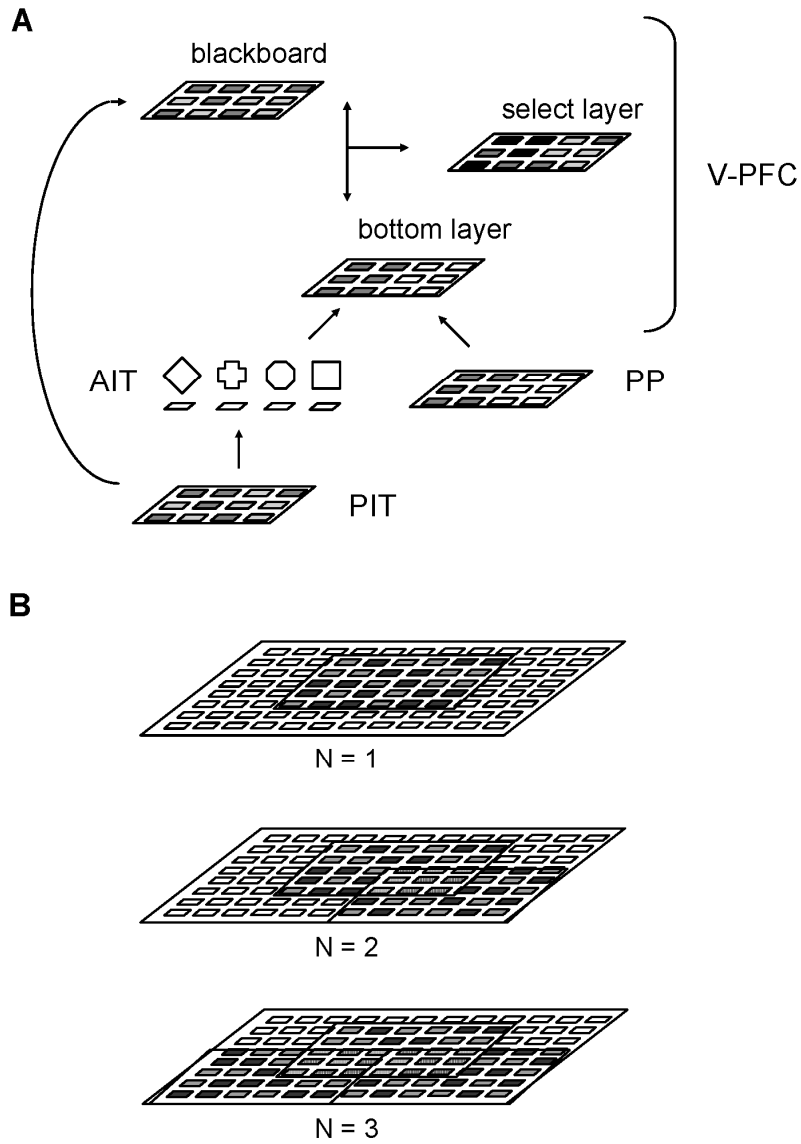 A
blackboard
select layer
V-PFC
bottom layer
AIT
PP
PIT
B
N = 1
N = 2
N = 3